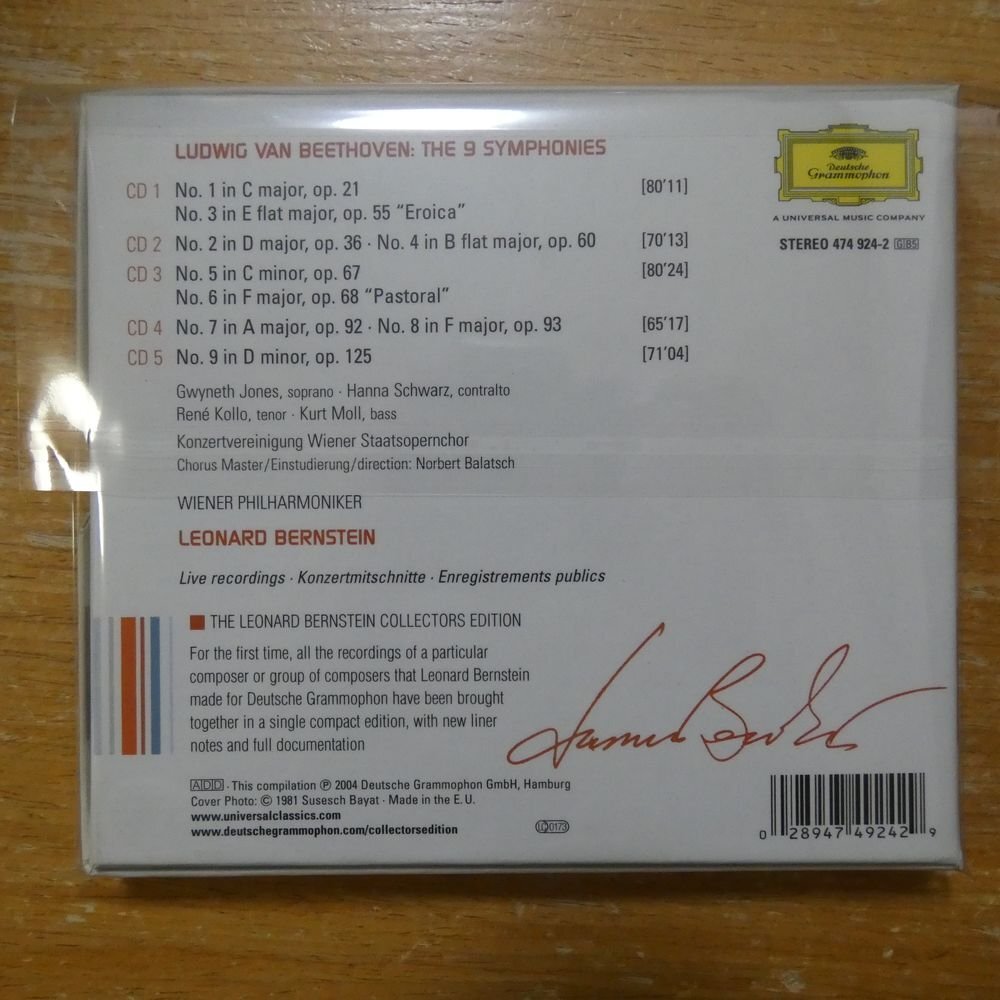 LUDWIG VAN BEETHOVEN: THE 9 SYMPHONIES
CD 1 No. 1 in C major, op. 21 [80'11]
No. 3 in E flat major, op. 55 “Eroica”
CD 2 No. 2 in D major, op. 36 · No. 4 in B flat major, op. 60 [70'13]
CD 3 No. 5 in C minor, op. 67 [80'24]
No. 6 in F major, op. 68 “Pastoral”
CD 4 No. 7 in A major, op. 92 · No. 8 in F major, op. 93 [65'17]
CD 5 No. 9 in D minor, op. 125 [71'04]
Deutsche
Grammophon
A UNIVERSAL MUSIC COMPANY
STEREO 474 924-2 GB5
Gwyneth Jones, soprano · Hanna Schwarz, contralto
René Kollo, tenor · Kurt Moll, bass
Konzertvereinigung Wiener Staatsopernchor
Chorus Master/Einstudierung/direction: Norbert Balatsch
WIENER PHILHARMONIKER
LEONARD BERNSTEIN
Live recordings · Konzertmitschnitte · Enregistrements publics
THE LEONARD BERNSTEIN COLLECTORS EDITION
For the first time, all the recordings of a particular
composer or group of composers that Leonard Bernstein
made for Deutsche Grammophon have been brought
together in a single compact edition, with new liner
notes and full documentation
ADD · This compilation ℗ 2004 Deutsche Grammophon GmbH, Hamburg
Cover Photo: © 1981 Susesch Bayat · Made in the E. U.
www.universalclassics.com
www.deutschegrammophon.com/collectorsedition
LC 0173
0 28947 49242 9